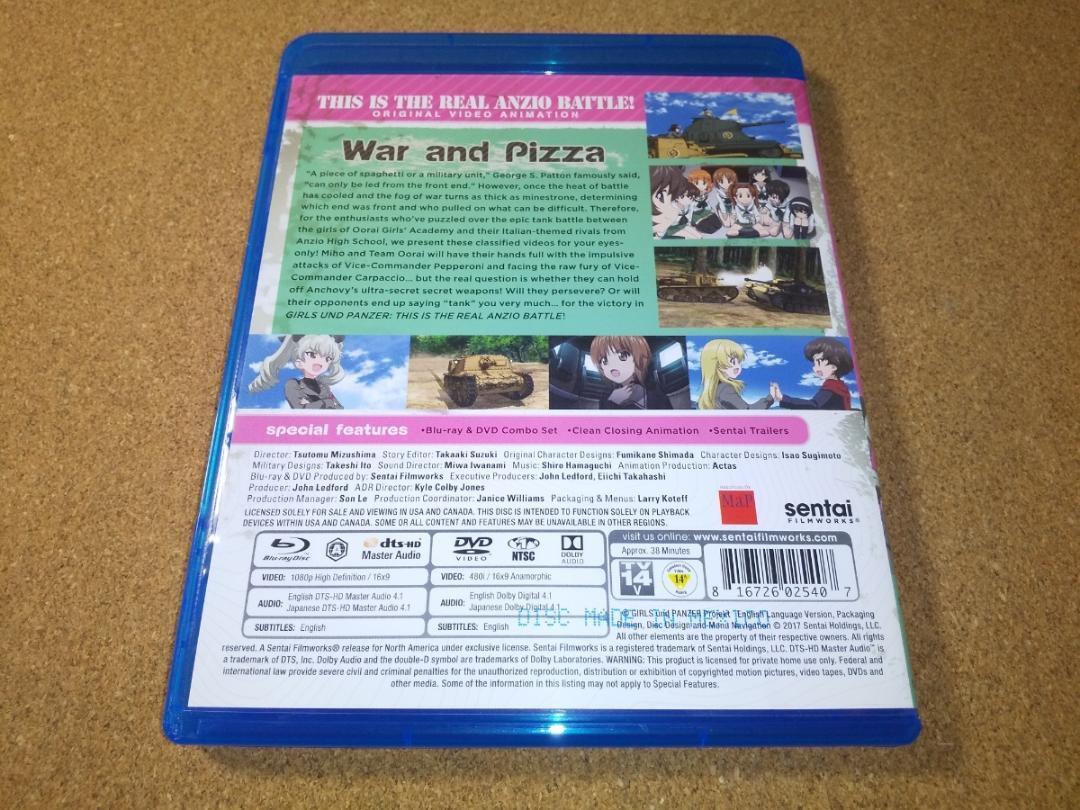 THIS IS THE REAL ANZIO BATTLE!
ORIGINAL VIDEO ANIMATION
War and Pizza
"A piece of spaghetti or a military unit," George S. Patton famously said,
"can only be led from the front end." However, once the heat of battle
has cooled and the fog of war turns as thick as minestrone, determining
which end was front and who pulled on what can be difficult. Therefore,
for the enthusiasts who've puzzled over the epic tank battle between
the girls of Oorai Girls' Academy and their Italian-themed rivals from
Anzio High School, we present these classified videos for your eyes-
only! Miho and Team Oorai will have their hands full with the impulsive
attacks of Vice-Commander Pepperoni and facing the raw fury of Vice-
Commander Carpaccio... but the real question is whether they can hold
off Anchovy's ultra-secret secret weapons! Will they persevere? Or will
their opponents end up saying "tank" you very much... for the victory in
GIRLS UND PANZER: THIS IS THE REAL ANZIO BATTLE!
special features •Blu-ray & DVD Combo Set •Clean Closing Animation •Sentai Trailers
Director: Tsutomu Mizushima Story Editor: Takaaki Suzuki Original Character Designs: Fumikane Shimada Character Designs: Isao Sugimoto
Military Designs: Takeshi Ito Sound Director: Miwa Iwanami Music: Shiro Hamaguchi Animation Production: Actas
Blu-ray & DVD Produced by: Sentai Filmworks Executive Producers: John Ledford, Eiichi Takahashi
Producer: John Ledford ADR Director: Kyle Colby Jones
Production Manager: Son Le Production Coordinator: Janice Williams Packaging & Menus: Larry Koteff
LICENSED SOLELY FOR SALE AND VIEWING IN USA AND CANADA. THIS DISC IS INTENDED TO FUNCTION SOLELY ON PLAYBACK
DEVICES WITHIN USA AND CANADA. SOME OR ALL CONTENT AND FEATURES MAY BE UNAVAILABLE IN OTHER REGIONS.
MaP
sentai
FILMWORKS®
Blu-ray Disc
dts-HD
Master Audio
VIDEO: 1080p High Definition / 16x9
AUDIO: English DTS-HD Master Audio 4.1
Japanese DTS-HD Master Audio 4.1
SUBTITLES: English
DVD
VIDEO
NTSC
DOLBY
AUDIO
VIDEO: 480i / 16x9 Anamorphic
AUDIO: English Dolby Digital 4.1
Japanese Dolby Digital 4.1
SUBTITLES: English
visit us online: www.sentaifilmworks.com
Approx. 38 Minutes
TV
14
V
14
8 16726 02540 7
DISC MADE IN MEXICO
© GIRLS und PANZER Projekt English Language Version, Packaging
Design, Disc Design and Menu Navigation © 2017 Sentai Holdings, LLC.
All other elements are the property of their respective owners. All rights
reserved. A Sentai Filmworks® release for North America under exclusive license. Sentai Filmworks is a registered trademark of Sentai Holdings, LLC. DTS-HD Master Audio™ is
a trademark of DTS, Inc. Dolby Audio and the double-D symbol are trademarks of Dolby Laboratories. WARNING: This product is licensed for private home use only. Federal and
international law provide severe civil and criminal penalties for the unauthorized reproduction, distribution or exhibition of copyrighted motion pictures, video tapes, DVDs and
other media. Some of the information in this listing may not apply to Special Features.